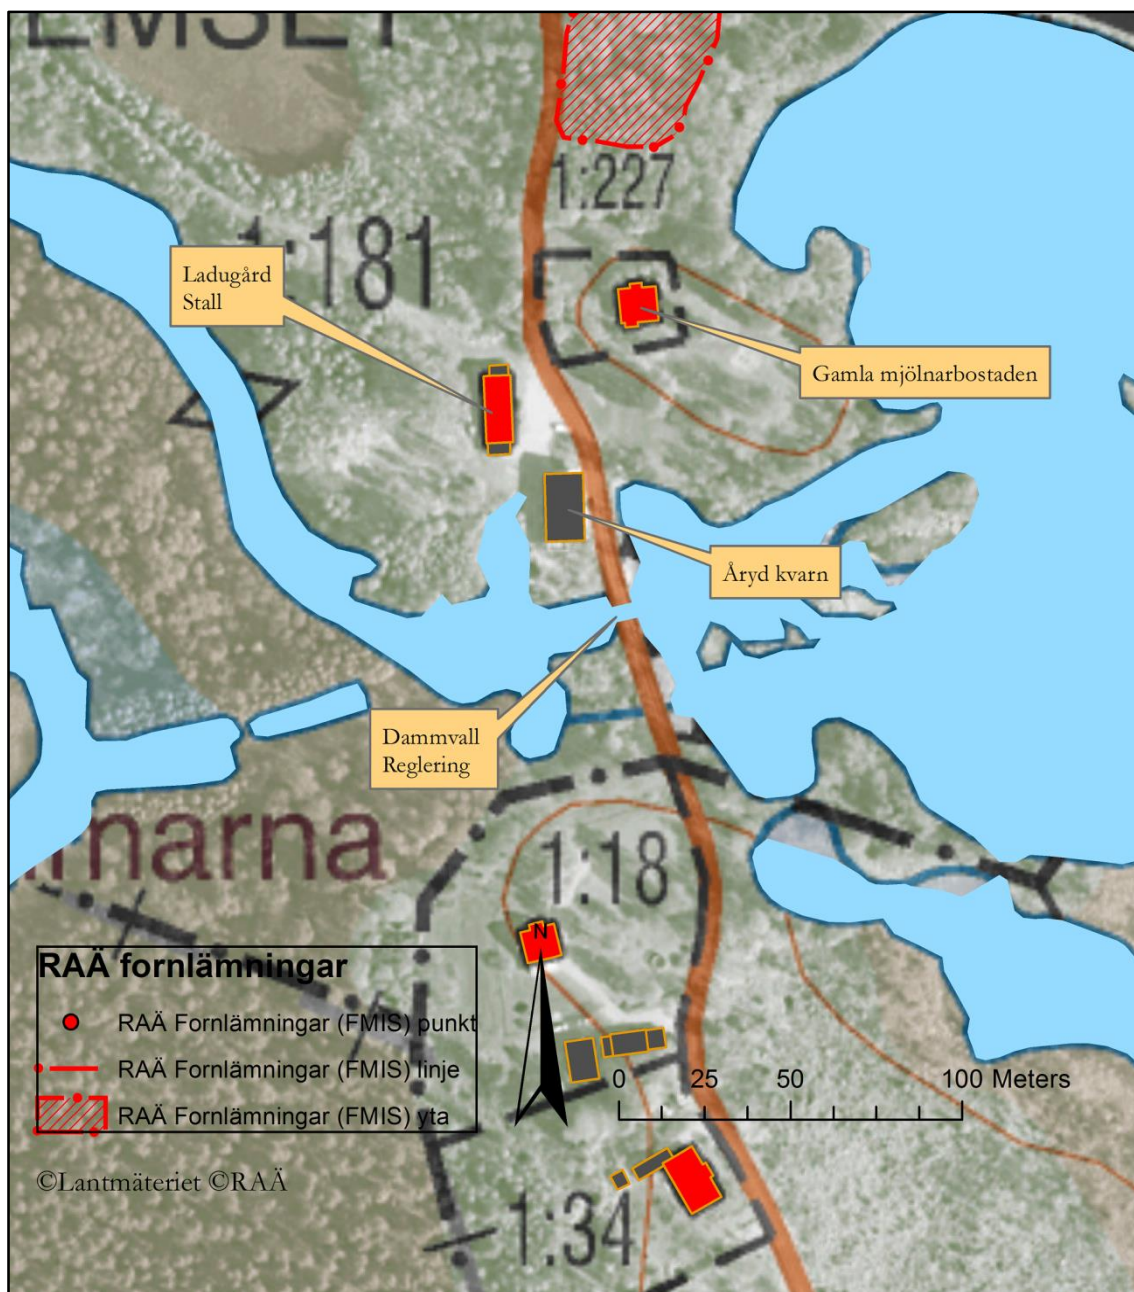 1:227
1:181
Ladugård
Stall
Gamla mjölnarbostaden
Åryd kvarn
Dammvall
Reglering
1:18
N
RAÄ fornlämningar
RAÄ Fornlämningar (FMIS) punkt
RAÄ Fornlämningar (FMIS) linje
RAÄ Fornlämningar (FMIS) yta
0 25 50 100 Meters
©Lantmäteriet ©RAÄ
1:34